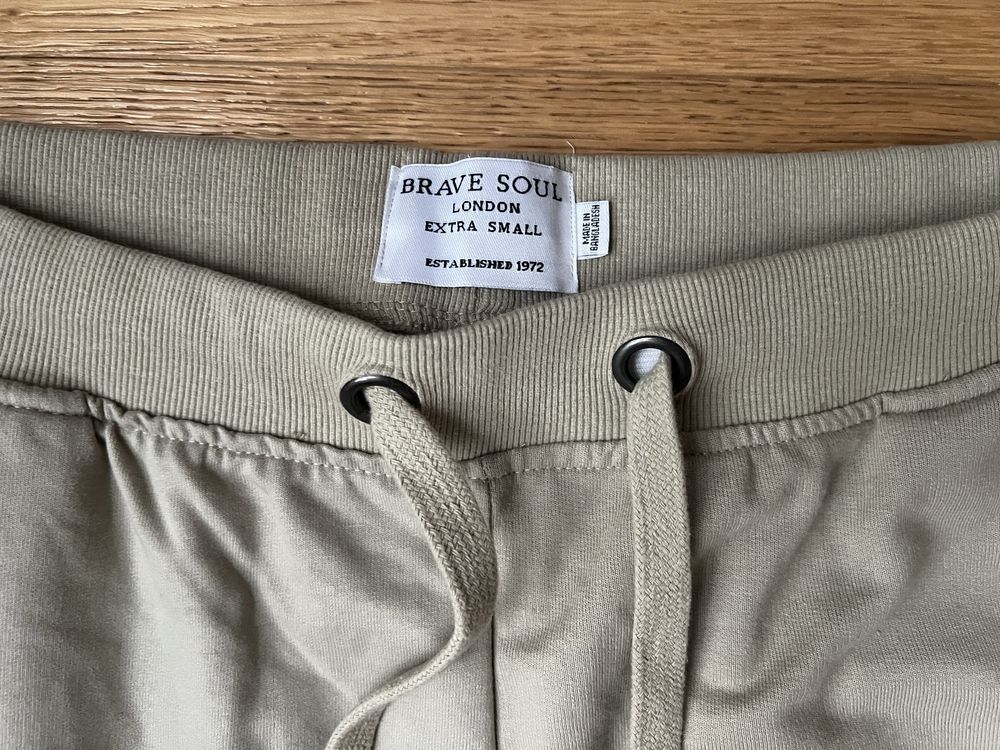 BRAVE SOUL
LONDON
EXTRA SMALL
ESTABLISHED 1972
MADE IN
BANGLADESH